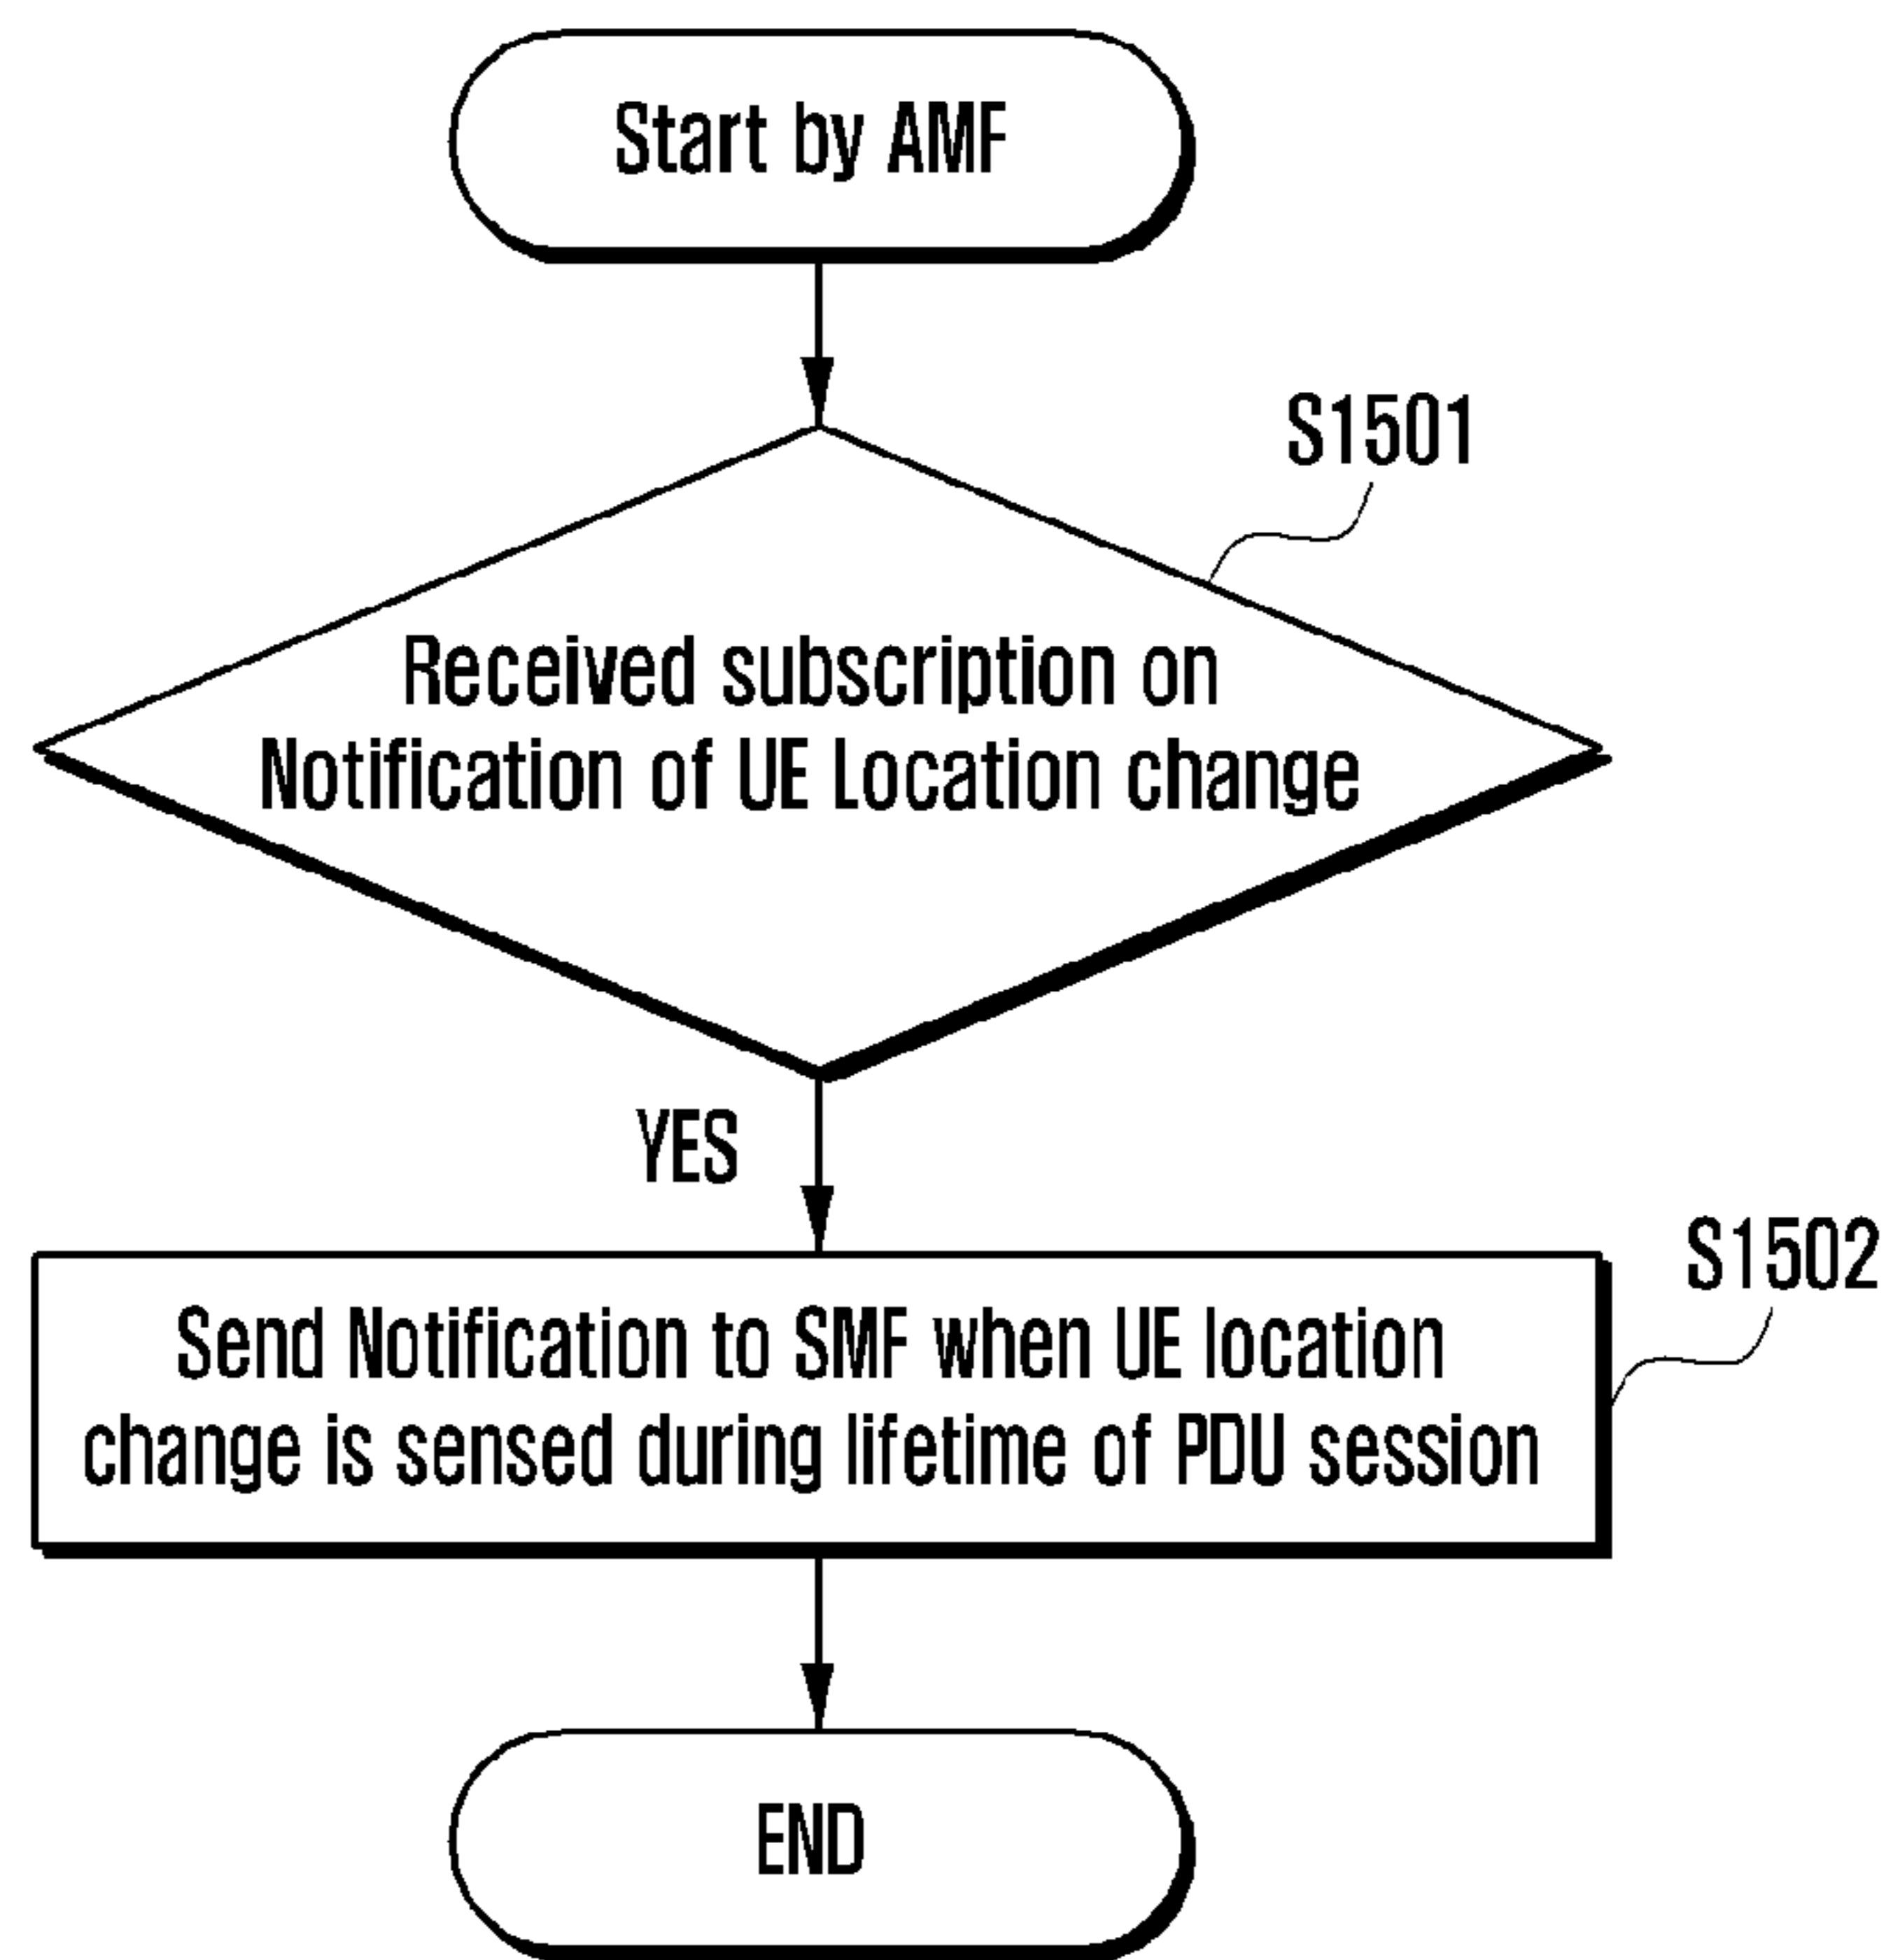 Start by AMF
S1501
Received subscription on
Notification of UE Location change
YES
S1502
Send Notification to SMF when UE location
change is sensed during lifetime of PDU session
END